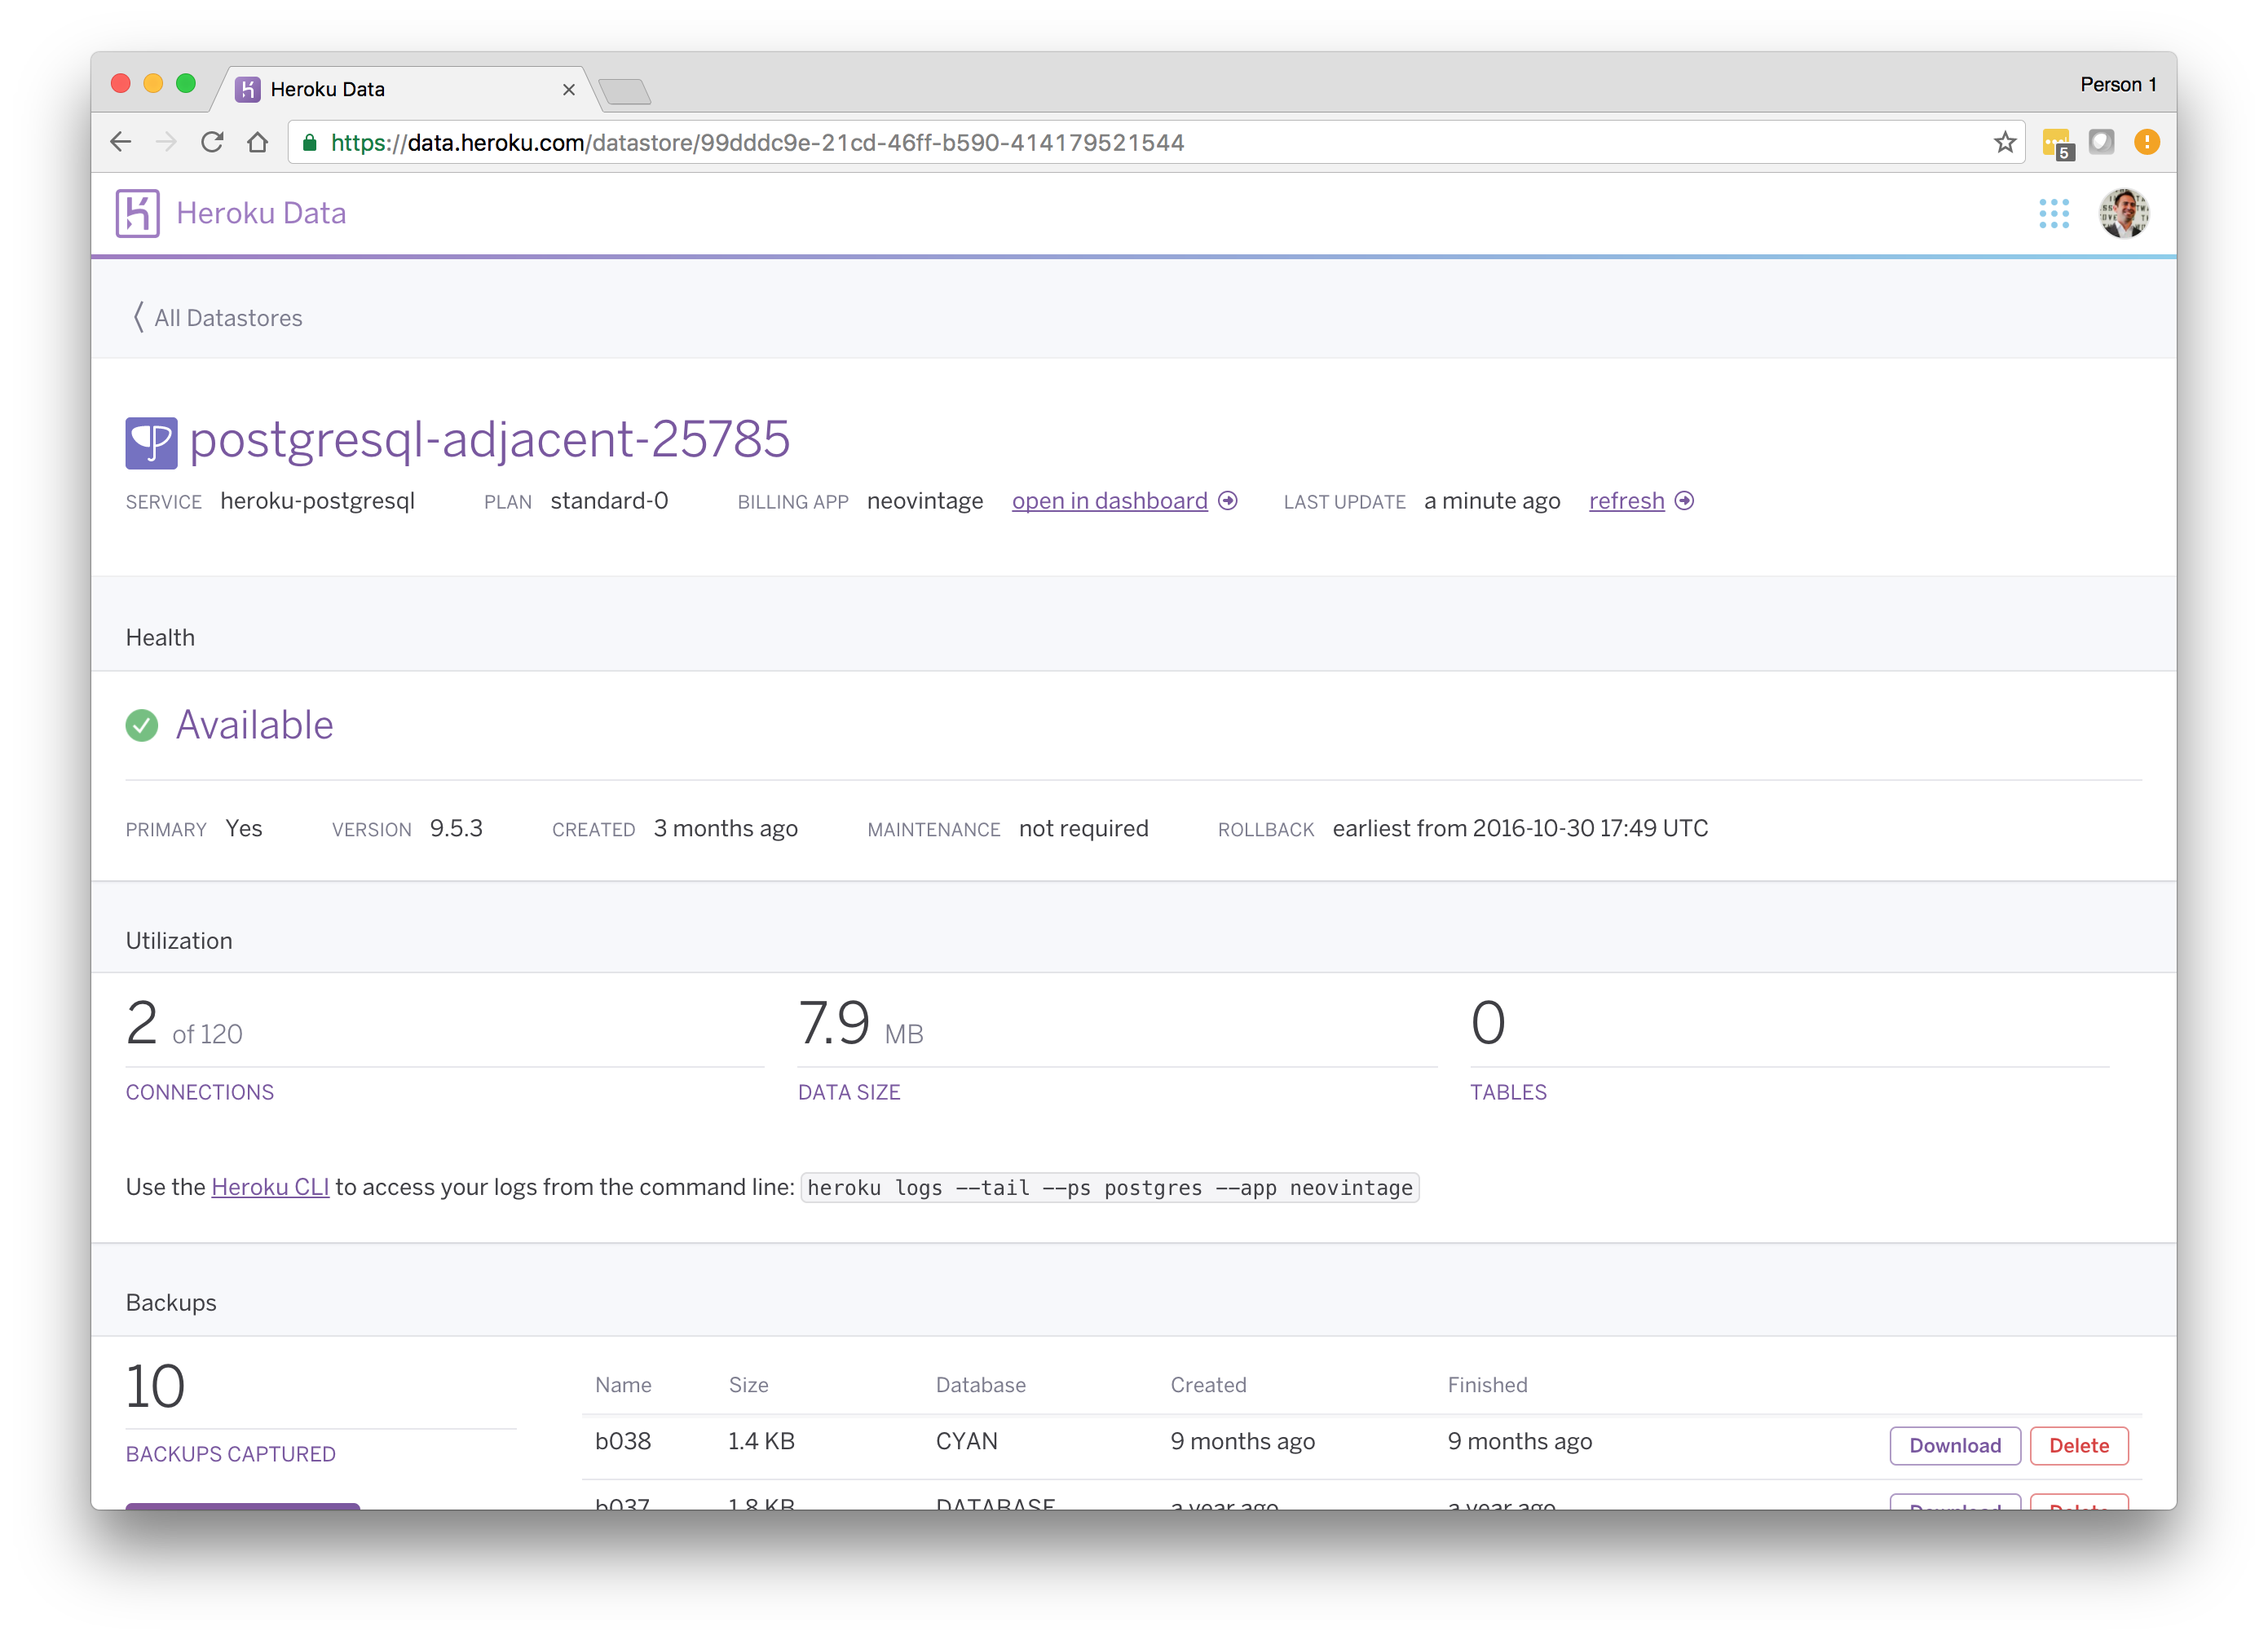 Heroku Data
Person 1
https://data.heroku.com/datastore/99dddc9e-21cd-46ff-b590-414179521544
5
Heroku Data
All Datastores
postgresql-adjacent-25785
SERVICE heroku-postgresql PLAN standard-0 BILLING APP neovintage open in dashboard LAST UPDATE a minute ago refresh
Health
Available
PRIMARY Yes VERSION 9.5.3 CREATED 3 months ago MAINTENANCE not required ROLLBACK earliest from 2016-10-30 17:49 UTC
Utilization
2 of 120 7.9 MB 0
CONNECTIONS DATA SIZE TABLES
Use the Heroku CLI to access your logs from the command line: heroku logs --tail --ps postgres --app neovintage
Backups
10
BACKUPS CAPTURED
Name Size Database Created Finished
b038 1.4 KB CYAN 9 months ago 9 months ago Download Delete
b037 1.8 KB DATABASE a year ago a year ago Download Delete